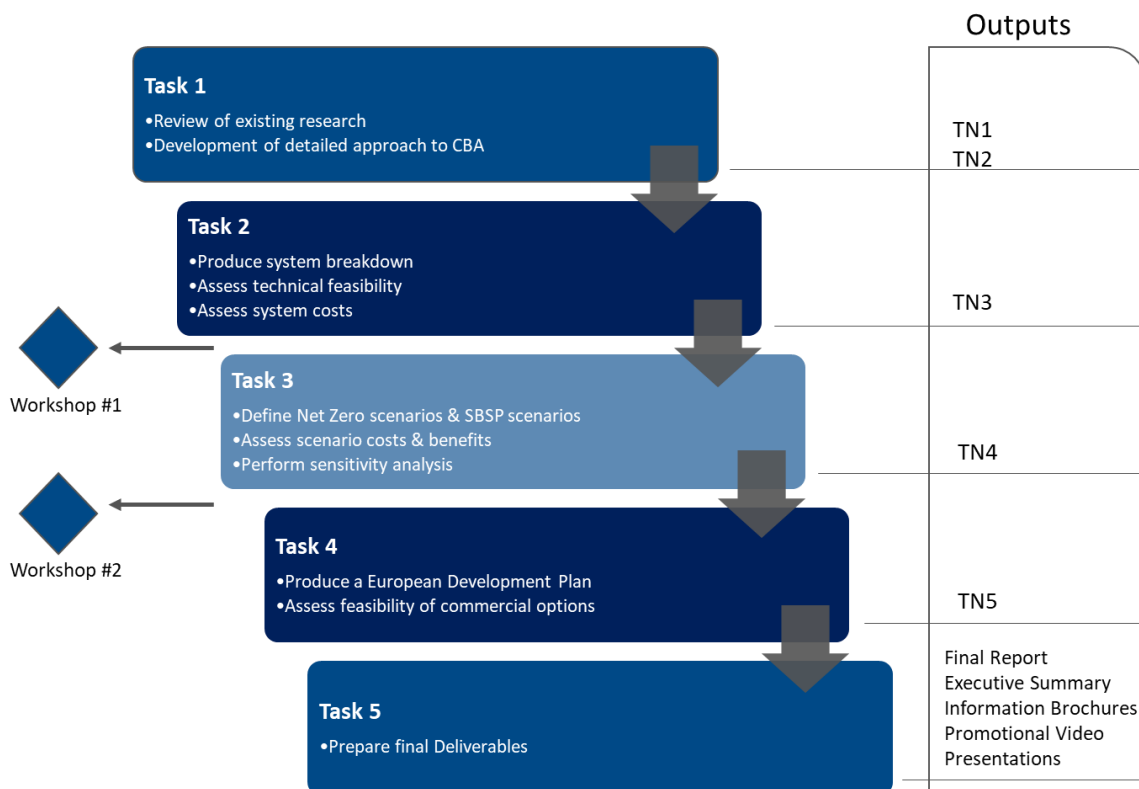 Outputs
Task 1
•Review of existing research
•Development of detailed approach to CBA
TN1
TN2
Task 2
•Produce system breakdown
•Assess technical feasibility
•Assess system costs
TN3
Workshop #1
Task 3
•Define Net Zero scenarios & SBSP scenarios
•Assess scenario costs & benefits
•Perform sensitivity analysis
TN4
Workshop #2
Task 4
•Produce a European Development Plan
•Assess feasibility of commercial options
TN5
Task 5
•Prepare final Deliverables
Final Report
Executive Summary
Information Brochures
Promotional Video
Presentations